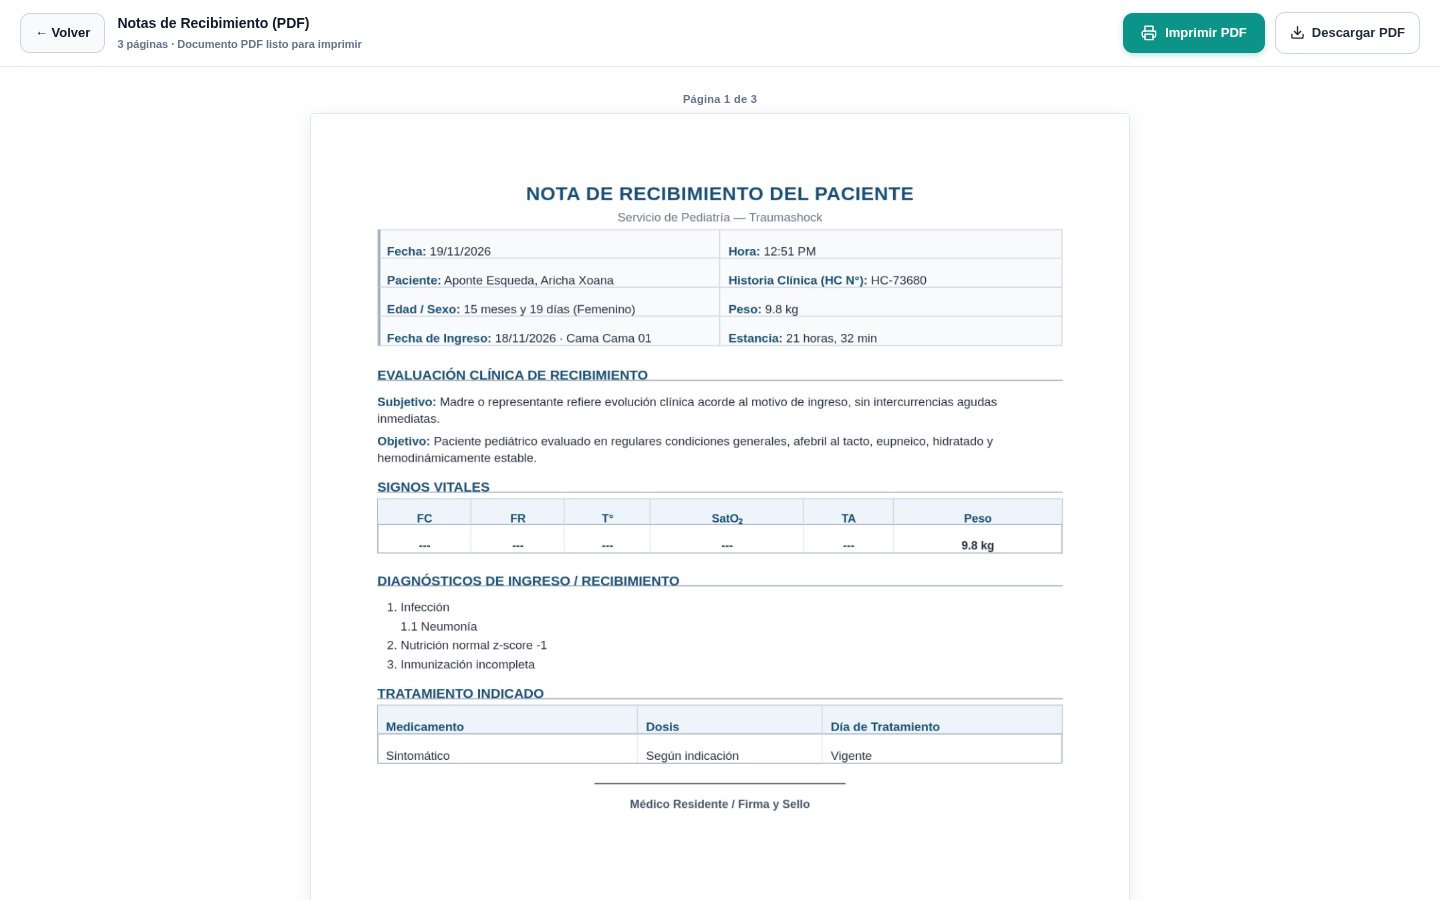 ← Volver
Notas de Recibimiento (PDF)
3 páginas · Documento PDF listo para imprimir
Imprimir PDF
Descargar PDF
Página 1 de 3
NOTA DE RECIBIMIENTO DEL PACIENTE
Servicio de Pediatría — Traumashock
Fecha: 19/11/2026
Hora: 12:51 PM
Paciente: Aponte Esqueda, Aricha Xoana
Historia Clínica (HC N°): HC-73680
Edad / Sexo: 15 meses y 19 días (Femenino)
Peso: 9.8 kg
Fecha de Ingreso: 18/11/2026 · Cama Cama 01
Estancia: 21 horas, 32 min
EVALUACIÓN CLÍNICA DE RECIBIMIENTO
Subjetivo: Madre o representante refiere evolución clínica acorde al motivo de ingreso, sin intercurrencias agudas
inmediatas.
Objetivo: Paciente pediátrico evaluado en regulares condiciones generales, afebril al tacto, eupneico, hidratado y
hemodinámicamente estable.
SIGNOS VITALES
FC FR T° SatO₂ TA Peso
--- --- --- --- --- 9.8 kg
DIAGNÓSTICOS DE INGRESO / RECIBIMIENTO
1. Infección
1.1 Neumonía
2. Nutrición normal z-score -1
3. Inmunización incompleta
TRATAMIENTO INDICADO
Medicamento Dosis Día de Tratamiento
Sintomático Según indicación Vigente
Médico Residente / Firma y Sello